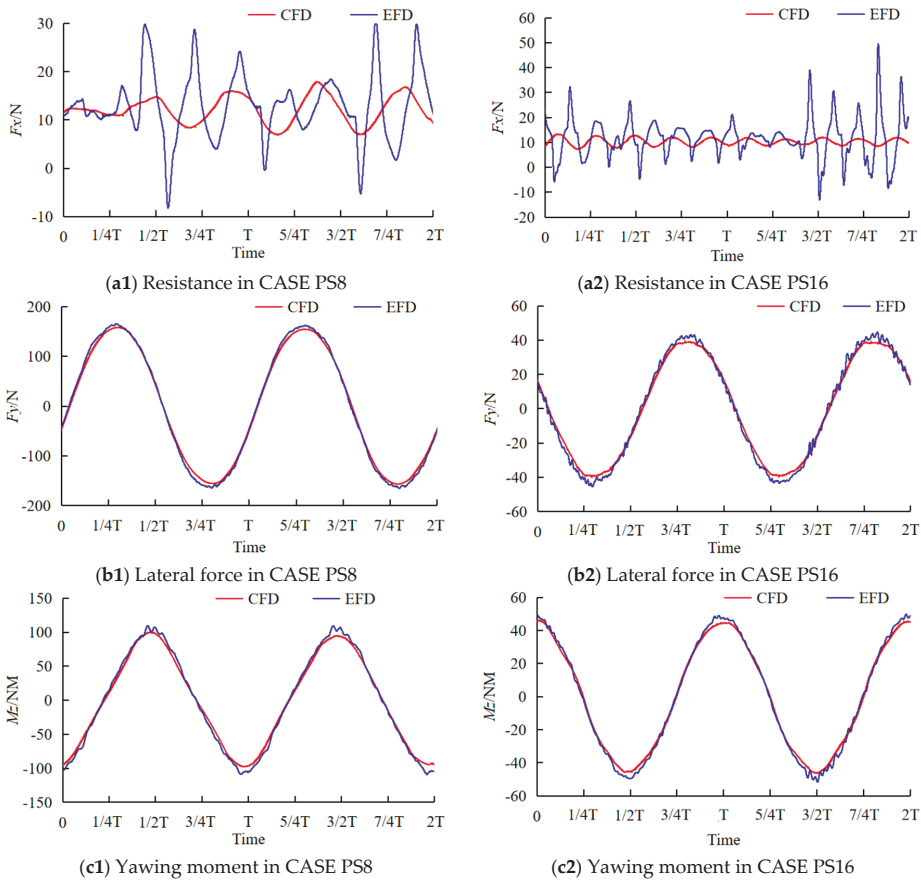 CFD EFD
30
20
10
0
-10
Fx/N
0 1/4T 1/2T 3/4T T 5/4T 3/2T 7/4T 2T
Time
(a1) Resistance in CASE PS8
CFD EFD
60
50
40
30
20
10
0
-10
-20
Fx/N
0 1/4T 1/2T 3/4T T 5/4T 3/2T 7/4T 2T
Time
(a2) Resistance in CASE PS16
CFD EFD
200
100
0
-100
-200
Fy/N
0 1/4T 1/2T 3/4T T 5/4T 3/2T 7/4T 2T
Time
(b1) Lateral force in CASE PS8
CFD EFD
60
40
20
0
-20
-40
-60
Fy/N
0 1/4T 1/2T 3/4T T 5/4T 3/2T 7/4T 2T
Time
(b2) Lateral force in CASE PS16
CFD EFD
150
100
50
0
-50
-100
-150
Mz/NM
0 1/4T 1/2T 3/4T T 5/4T 3/2T 7/4T 2T
Time
(c1) Yawing moment in CASE PS8
CFD EFD
60
40
20
0
-20
-40
-60
Mz/NM
0 1/4T 1/2T 3/4T T 5/4T 3/2T 7/4T 2T
Time
(c2) Yawing moment in CASE PS16